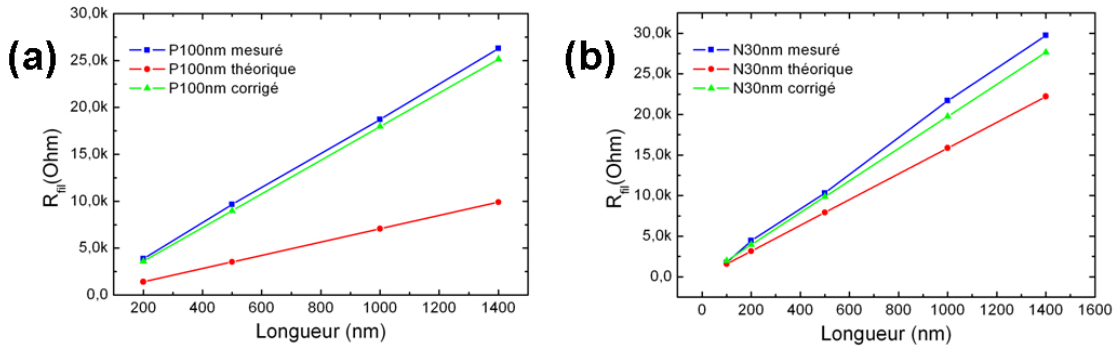 (a)
P100nm mesuré
P100nm théorique
P100nm corrigé
R_fil(Ohm)
30,0k
25,0k
20,0k
15,0k
10,0k
5,0k
0,0
200 400 600 800 1000 1200 1400
Longueur (nm)
(b)
N30nm mesuré
N30nm théorique
N30nm corrigé
R_fil(Ohm)
30,0k
25,0k
20,0k
15,0k
10,0k
5,0k
0,0
0 200 400 600 800 1000 1200 1400 1600
Longueur (nm)